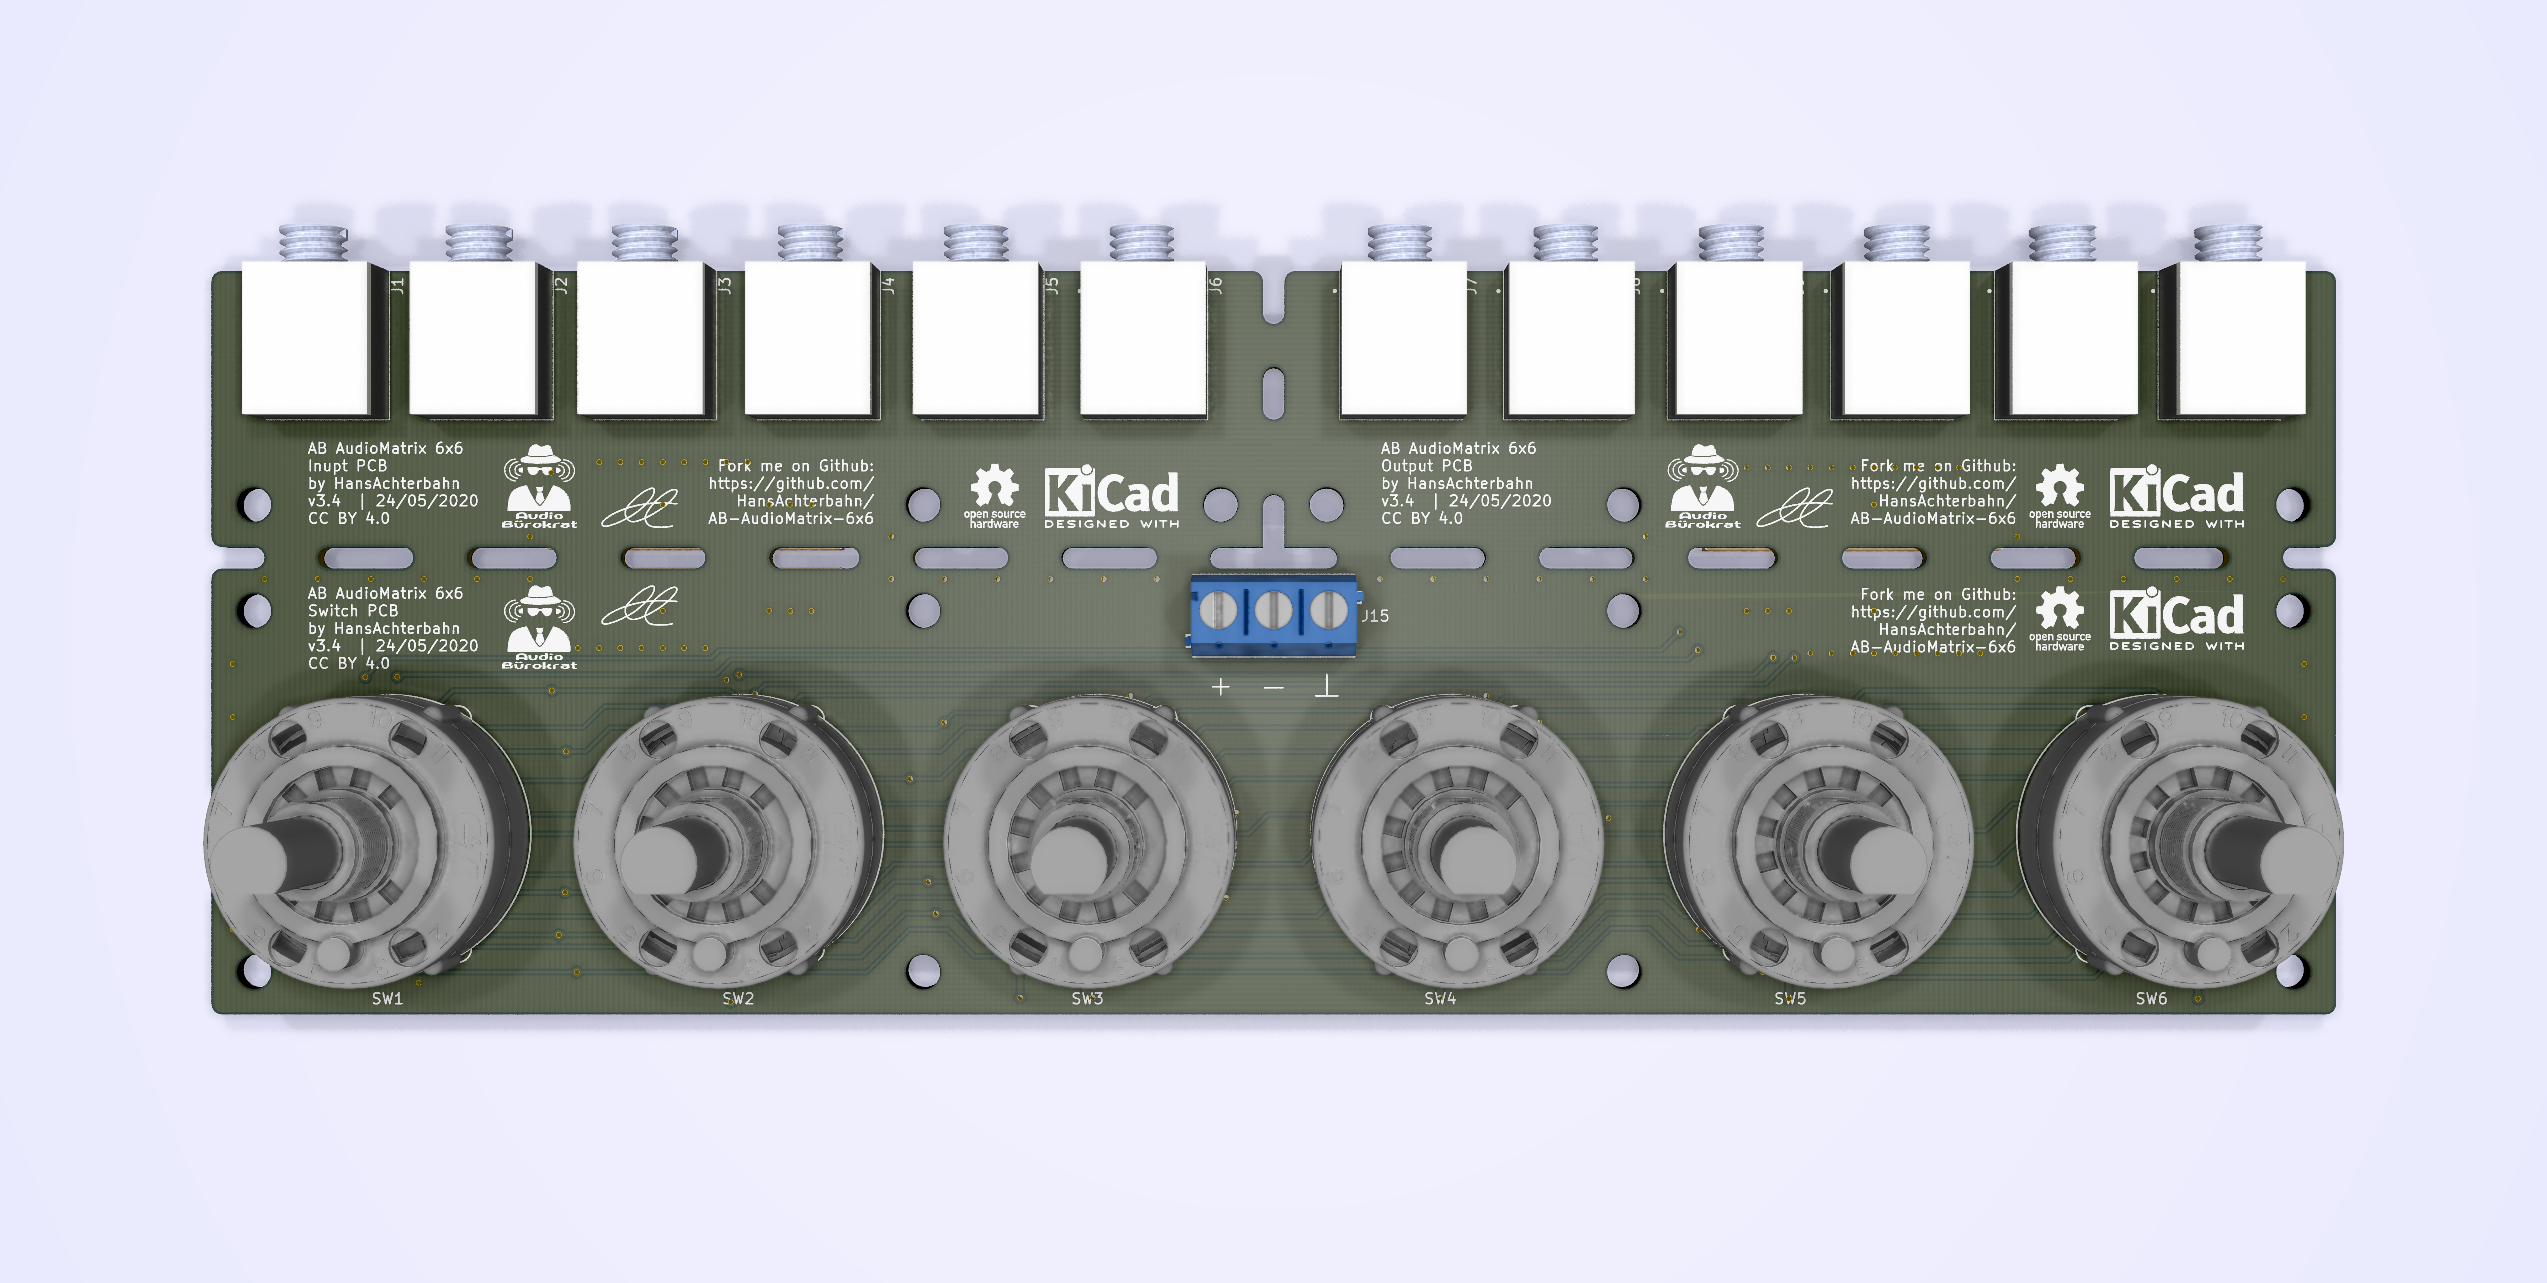 J1
J2
J3
J4
J5
J6
J7
AB AudioMatrix 6x6
Inupt PCB
by HansAchterbahn
v3.4 | 24/05/2020
CC BY 4.0
Audio
Bürokrat
Fork me on Github:
https://github.com/
HansAchterbahn/
AB-AudioMatrix-6x6
open source
hardware
KiCad
DESIGNED WITH
AB AudioMatrix 6x6
Output PCB
by HansAchterbahn
v3.4 | 24/05/2020
CC BY 4.0
Audio
Bürokrat
Fork me on Github:
https://github.com/
HansAchterbahn/
AB-AudioMatrix-6x6
open source
hardware
KiCad
DESIGNED WITH
AB AudioMatrix 6x6
Switch PCB
by HansAchterbahn
v3.4 | 24/05/2020
CC BY 4.0
Audio
Bürokrat
J15
+ — ⊥
Fork me on Github:
https://github.com/
HansAchterbahn/
AB-AudioMatrix-6x6
open source
hardware
KiCad
DESIGNED WITH
SW1
SW2
SW3
SW4
SW5
SW6